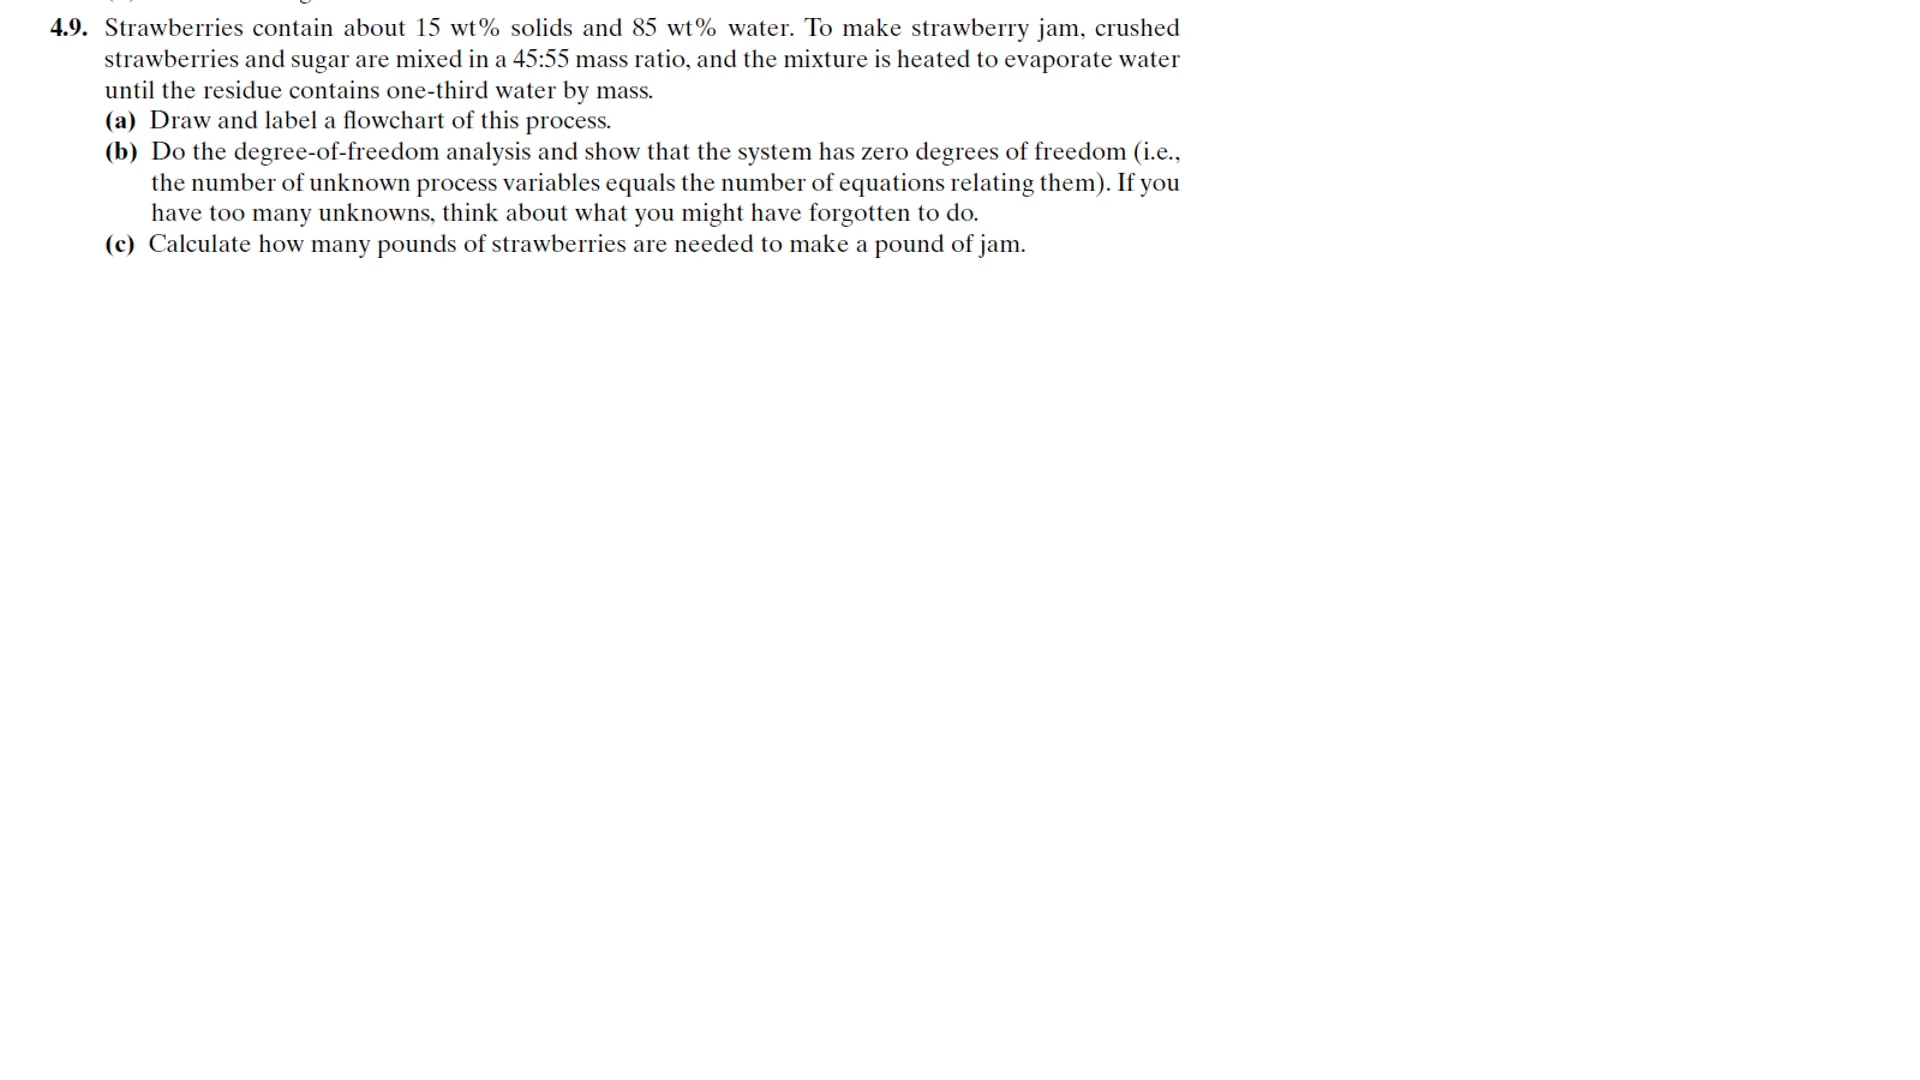 4.9. Strawberries contain about 15 wt% solids and 85 wt% water. To make strawberry jam, crushed
strawberries and sugar are mixed in a 45:55 mass ratio, and the mixture is heated to evaporate water
until the residue contains one-third water by mass.
(a) Draw and label a flowchart of this process.
(b) Do the degree-of-freedom analysis and show that the system has zero degrees of freedom (i.e.,
the number of unknown process variables equals the number of equations relating them). If you
have too many unknowns, think about what you might have forgotten to do.
(c) Calculate how many pounds of strawberries are needed to make a pound of jam.